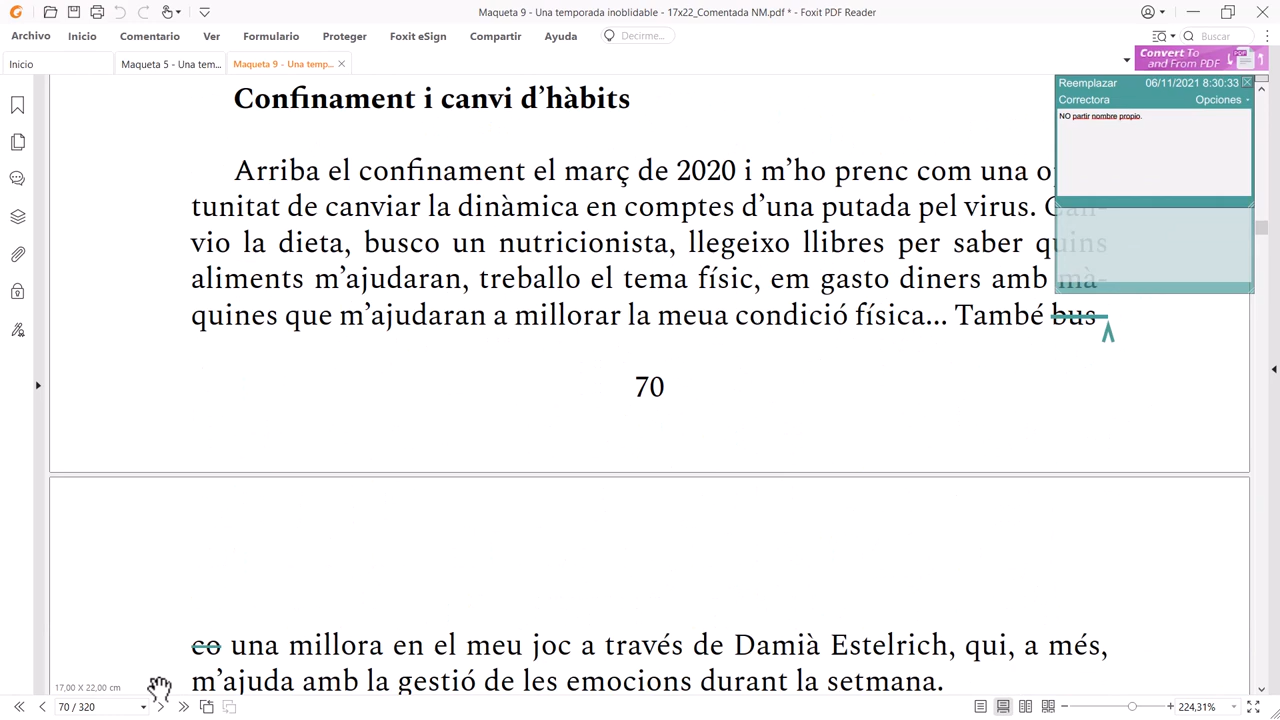 Maqueta 9 - Una temporada inoblidable - 17x22_Comentada NM.pdf * - Foxit PDF Reader
Archivo Inicio Comentario Ver Formulario Proteger Foxit eSign Compartir Ayuda Decirme... Buscar
Inicio Maqueta 5 - Una tem... Maqueta 9 - Una temp... Convert To and From PDF
Reemplazar 06/11/2021 8:30:33
Correctora Opciones
NO partir nombre propio.
Confinament i canvi d’hàbits
Arriba el confinament el març de 2020 i m’ho prenc com una
tunitat de canviar la dinàmica en comptes d’una putada pel virus. Can-
vio la dieta, busco un nutricionista, llegeixo llibres per saber quins
aliments m’ajudaran, treballo el tema físic, em gasto diners amb mà-
quines que m’ajudaran a millorar la meua condició física... També bus
70
co una millora en el meu joc a través de Damià Estelrich, qui, a més,
m’ajuda amb la gestió de les emocions durant la setmana.
17,00 X 22,00 cm
70 / 320 224,31%